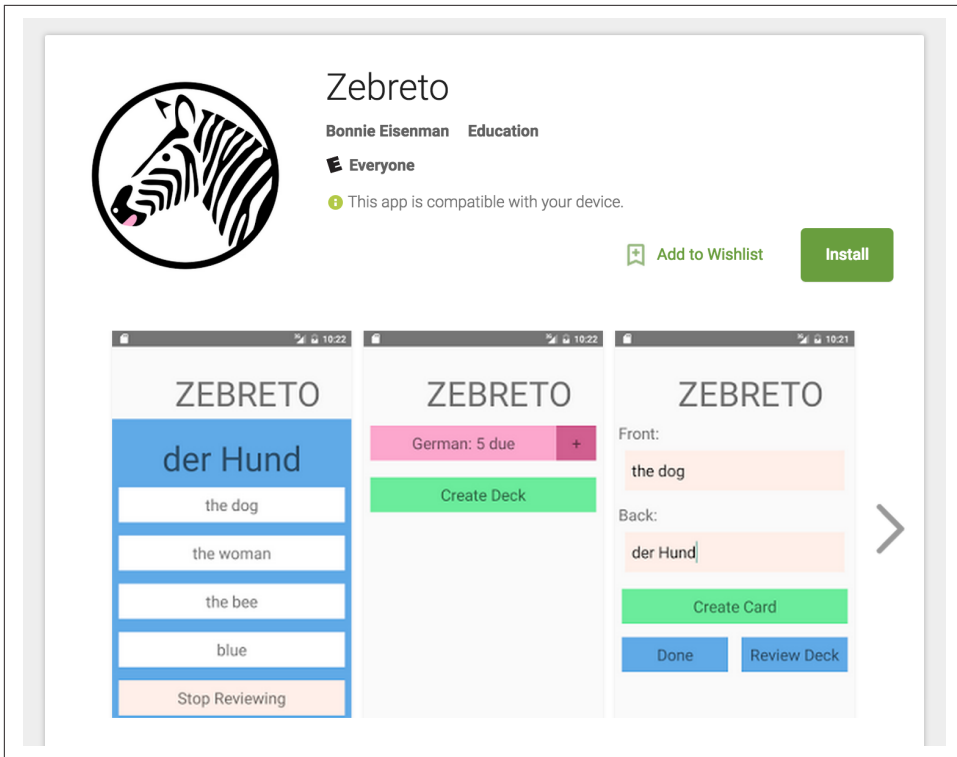 Zebreto
Bonnie Eisenman Education
E Everyone
This app is compatible with your device.
Add to Wishlist
Install
10:22
ZEBRETO
der Hund
the dog
the woman
the bee
blue
Stop Reviewing
10:22
ZEBRETO
German: 5 due +
Create Deck
10:21
ZEBRETO
Front:
the dog
Back:
der Hund
Create Card
Done
Review Deck